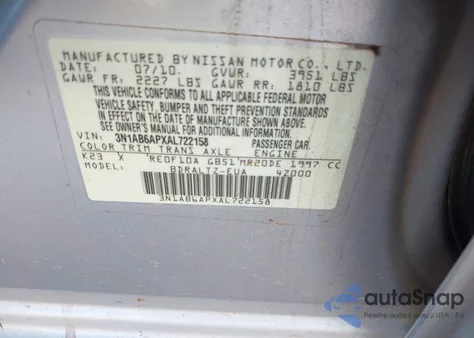 MANUFACTURED BY NISSAN MOTOR CO., LTD.
DATE: 07/10. GVWR: 3951 LBS
GAWR FR: 2227 LBS GAWR RR: 1810 LBS
THIS VEHICLE CONFORMS TO ALL APPLICABLE FEDERAL MOTOR
VEHICLE SAFETY, BUMPER AND THEFT PREVENTION STANDARDS
IN EFFECT ON THE DATE OF MANUFACTURE SHOWN ABOVE.
SEE OWNER'S MANUAL FOR ADDITIONAL INFORMATION.
VIN: 3N1AB6APXAL722158 PASSENGER CAR.
COLOR TRIM TRANS AXLE ENGINE
K23 X RE0F10A GB51 MR20DE 1997 CC
MODEL: BDRALTZ-EUA 4Z000
3N1AB6APXAL722158
autoSnap